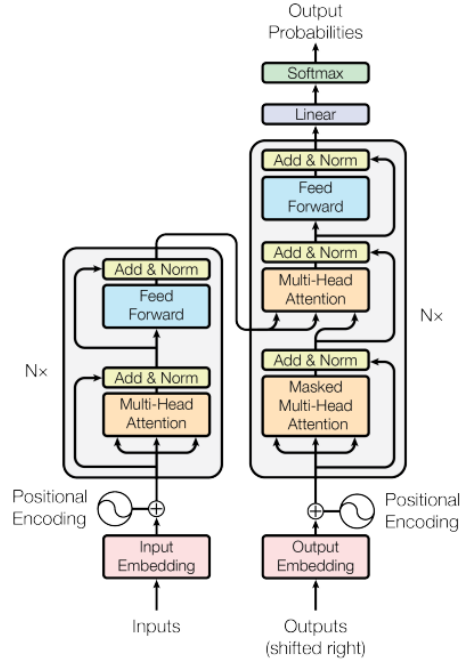 Output
Probabilities
Softmax
Linear
Add & Norm
Feed
Forward
Add & Norm
Multi-Head
Attention
Add & Norm
Masked
Multi-Head
Attention
N×
Add & Norm
Feed
Forward
Add & Norm
Multi-Head
Attention
N×
Positional
Encoding
Positional
Encoding
Input
Embedding
Output
Embedding
Inputs
Outputs
(shifted right)